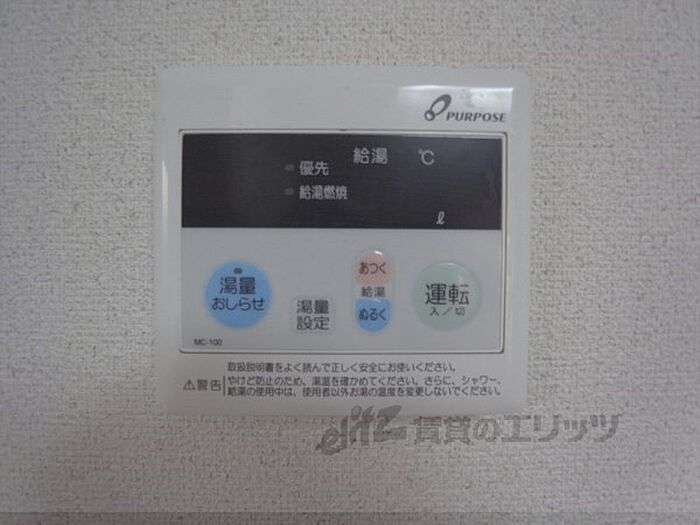 PURPOSE
給湯 ℃
優先
給湯燃焼
ℓ
湯量
おしらせ
湯量
設定
あつく
給湯
ぬるく
運転
入／切
MC-100
取扱説明書をよく読んで正しく安全にお使いください。
⚠警告
やけど防止のため、湯温を確かめてください。さらに、シャワー、
給湯の使用中は、使用者以外お湯の温度を変更しないでください。
elitz 賃貸のエリッツ